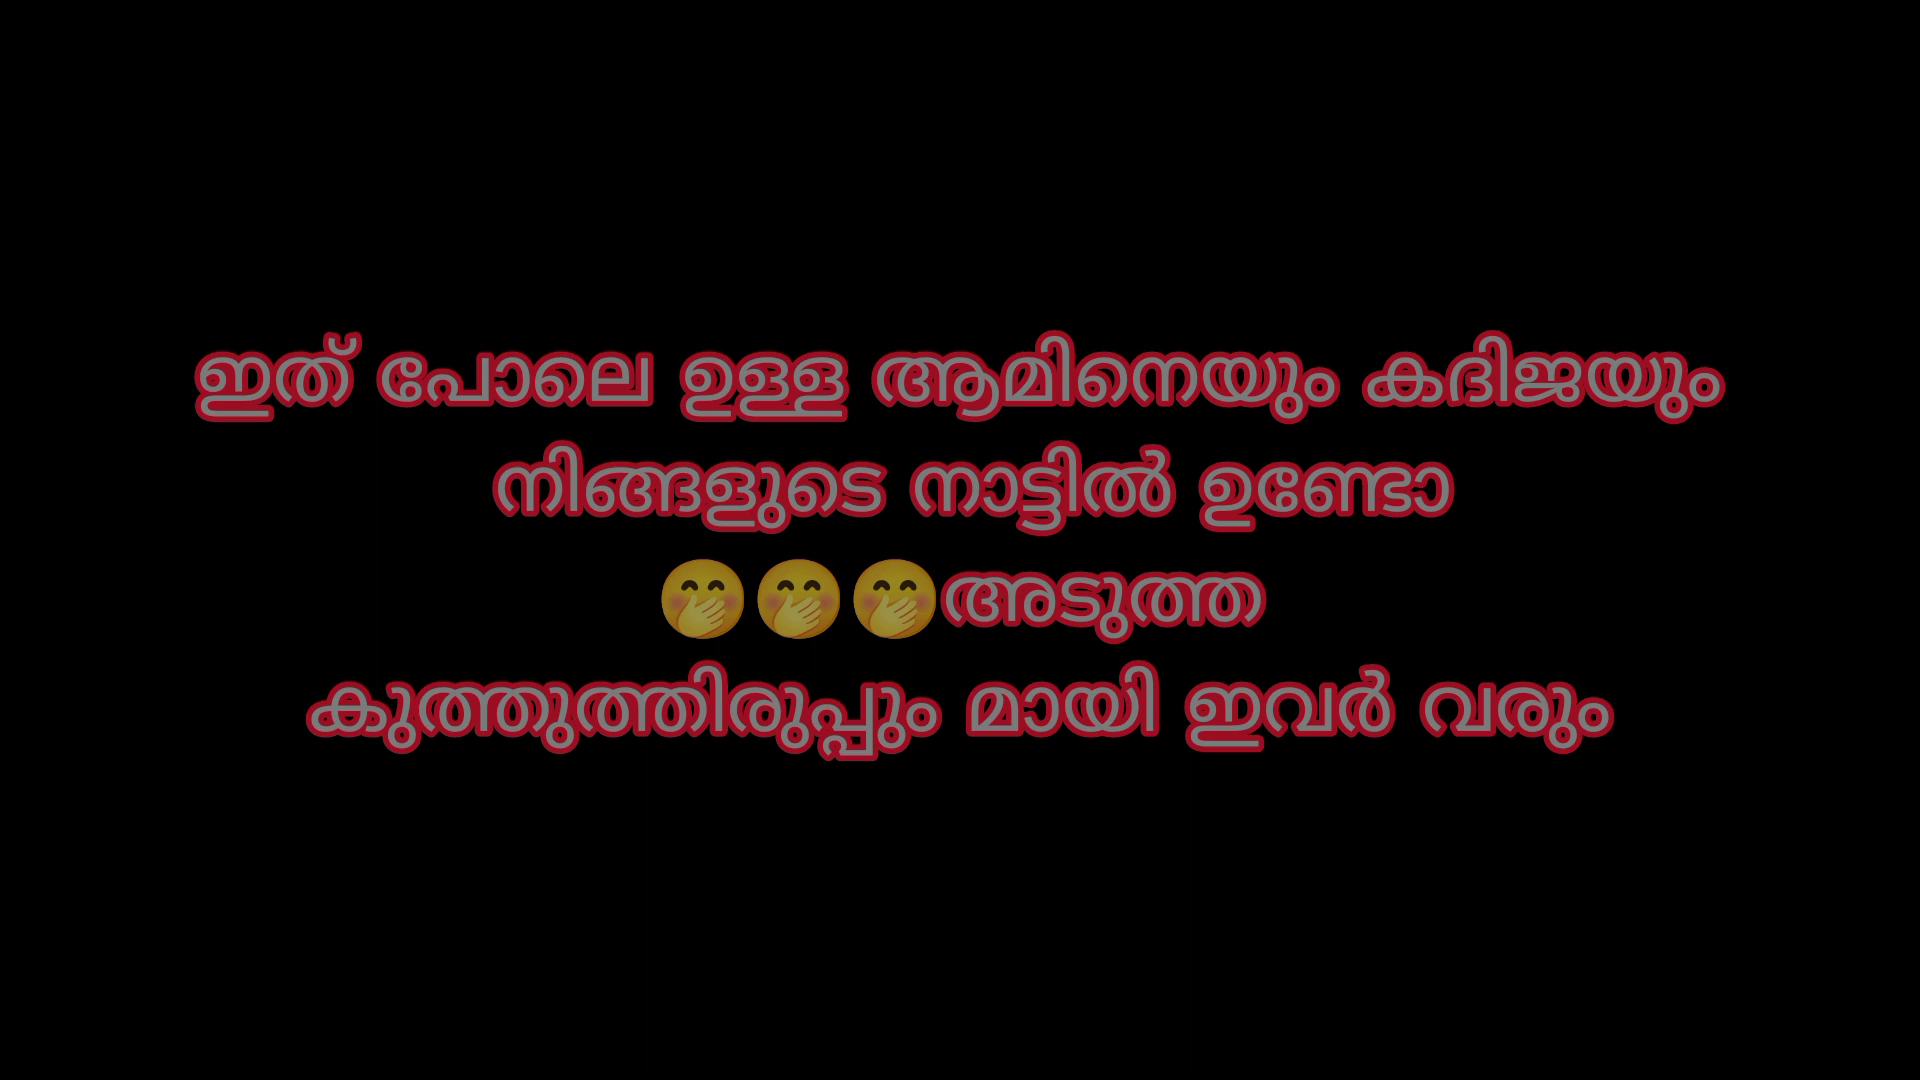 ഇത് പോലെ ഉള്ള ആമിനെയും കദിജയും
നിങ്ങളുടെ നാട്ടിൽ ഉണ്ടോ
🤭🤭🤭അടുത്ത
കുത്തുത്തിരുപ്പും മായി ഇവർ വരും